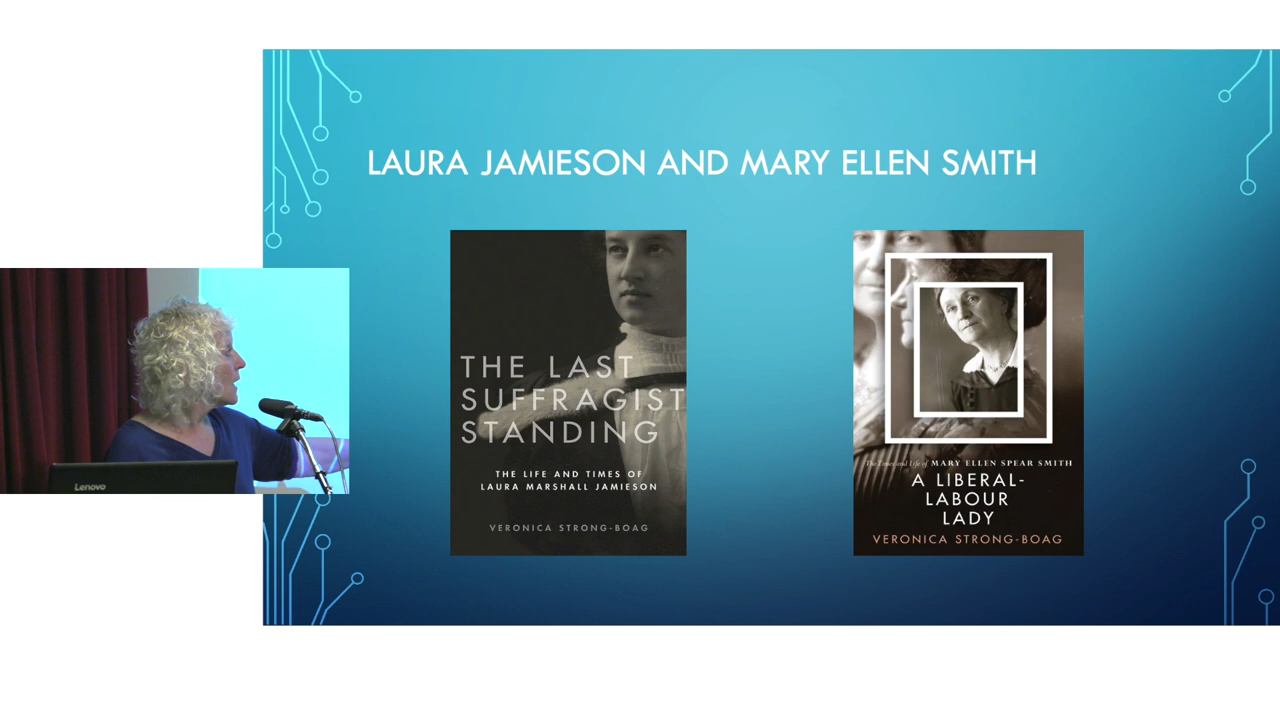 LAURA JAMIESON AND MARY ELLEN SMITH
THE LAST
SUFFRAGIST
STANDING
THE LIFE AND TIMES OF
LAURA MARSHALL JAMIESON
VERONICA STRONG-BOAG
The Times and Life of MARY ELLEN SPEAR SMITH
A LIBERAL-
LABOUR
LADY
VERONICA STRONG-BOAG
Lenovo